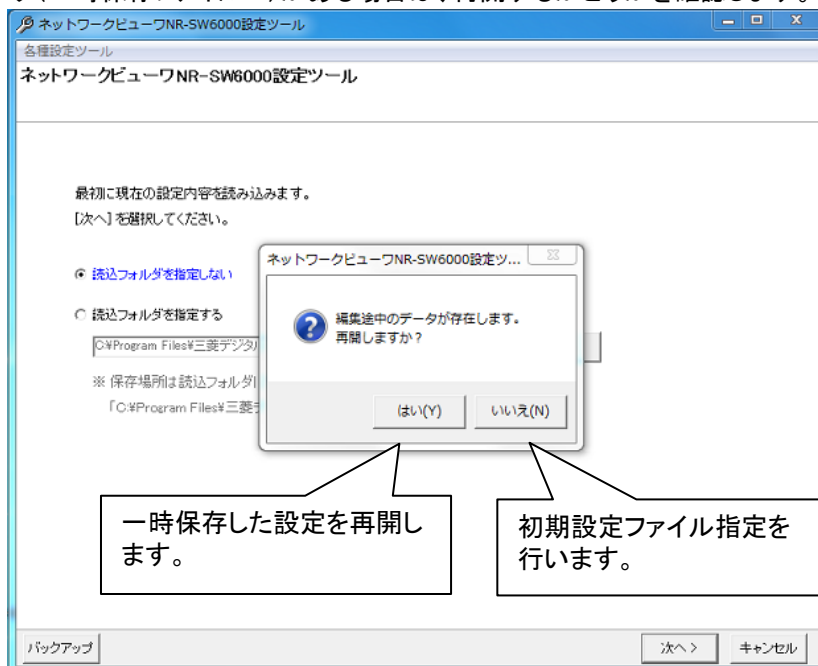 ネットワークビューワNR-SW6000設定ツール
各種設定ツール
ネットワークビューワNR-SW6000設定ツール
最初に現在の設定内容を読み込みます。
[次へ]を選択してください。
読込フォルダを指定しない
読込フォルダを指定する
C:¥Program Files¥三菱デジタル
※ 保存場所は読込フォルダ
「C:¥Program Files¥三菱
ネットワークビューワNR-SW6000設定ツ...
編集途中のデータが存在します。
再開しますか?
はい(Y) いいえ(N)
一時保存した設定を再開し
ます。
初期設定ファイル指定を
行います。
バックアップ 次へ > キャンセル